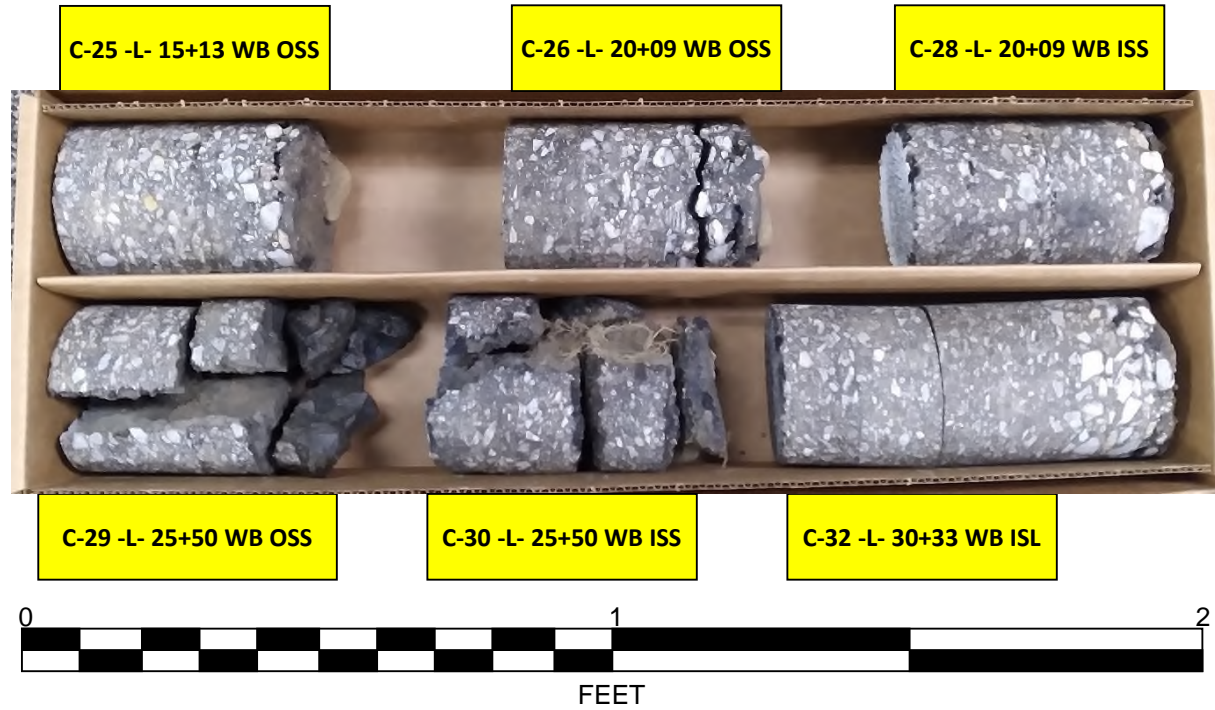 C-25 -L- 15+13 WB OSS
C-26 -L- 20+09 WB OSS
C-28 -L- 20+09 WB ISS
C-29 -L- 25+50 WB OSS
C-30 -L- 25+50 WB ISS
C-32 -L- 30+33 WB ISL
0
1
2
FEET